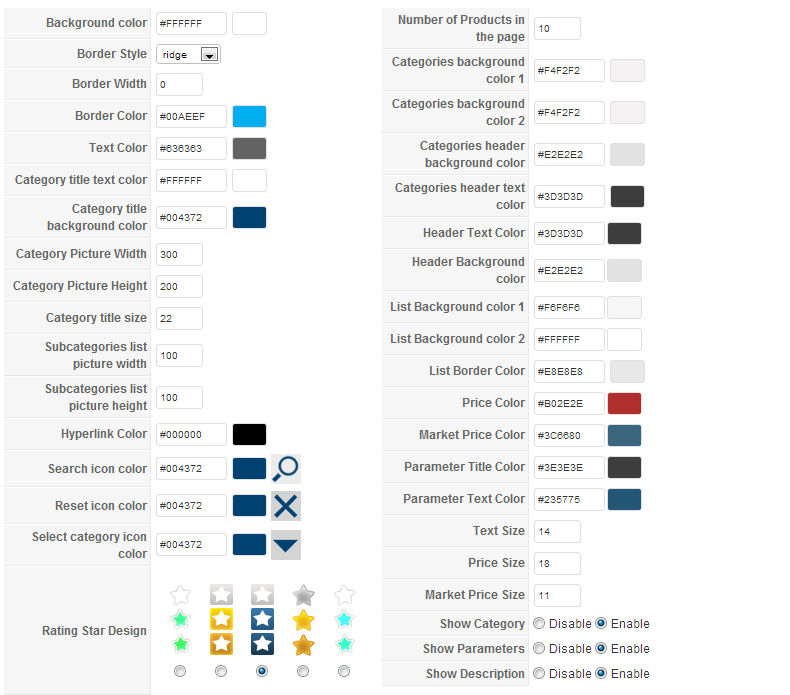 Background color #FFFFFF
Border Style ridge
Border Width 0
Border Color #00AEEF
Text Color #636363
Category title text color #FFFFFF
Category title
background color #004372
Category Picture Width 300
Category Picture Height 200
Category title size 22
Subcategories list
picture width 100
Subcategories list
picture height 100
Hyperlink Color #000000
Search icon color #004372
Reset icon color #004372
Select category icon
color #004372
Rating Star Design
Number of Products in
the page 10
Categories background
color 1 #F4F2F2
Categories background
color 2 #F4F2F2
Categories header
background color #E2E2E2
Categories header text
color #3D3D3D
Header Text Color #3D3D3D
Header Background
color #E2E2E2
List Background color 1 #F6F6F6
List Background color 2 #FFFFFF
List Border Color #E8E8E8
Price Color #B02E2E
Market Price Color #3C6680
Parameter Title Color #3E3E3E
Parameter Text Color #235775
Text Size 14
Price Size 18
Market Price Size 11
Show Category Disable Enable
Show Parameters Disable Enable
Show Description Disable Enable